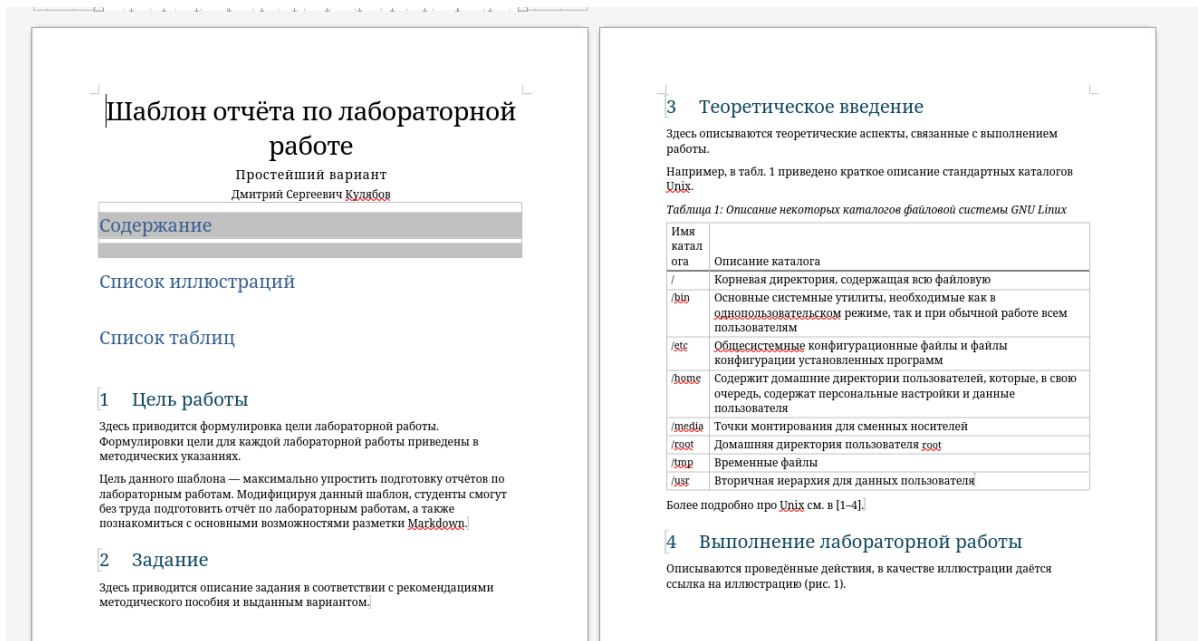 Шаблон отчёта по лабораторной
работе
Простейший вариант
Дмитрий Сергеевич Кулябов
Содержание
Список иллюстраций
Список таблиц
1 Цель работы
Здесь приводится формулировка цели лабораторной работы.
Формулировки цели для каждой лабораторной работы приведены в
методических указаниях.
Цель данного шаблона — максимально упростить подготовку отчётов по
лабораторным работам. Модифицируя данный шаблон, студенты смогут
без труда подготовить отчёт по лабораторным работам, а также
познакомиться с основными возможностями разметки Markdown.
2 Задание
Здесь приводится описание задания в соответствии с рекомендациями
методического пособия и выданным вариантом.
3 Теоретическое введение
Здесь описываются теоретические аспекты, связанные с выполнением
работы.
Например, в табл. 1 приведено краткое описание стандартных каталогов
Unix.
Таблица 1: Описание некоторых каталогов файловой системы GNU Linux
Имя
катал
ога Описание каталога
/ Корневая директория, содержащая всю файловую
/bin Основные системные утилиты, необходимые как в
однопользовательском режиме, так и при обычной работе всем
пользователям
/etc Общесистемные конфигурационные файлы и файлы
конфигурации установленных программ
/home Содержит домашние директории пользователей, которые, в свою
очередь, содержат персональные настройки и данные
пользователя
/media Точки монтирования для сменных носителей
/root Домашняя директория пользователя root
/tmp Временные файлы
/usr Вторичная иерархия для данных пользователя
Более подробно про Unix см. в [1–4].
4 Выполнение лабораторной работы
Описываются проведённые действия, в качестве иллюстрации даётся
ссылка на иллюстрацию (рис. 1).